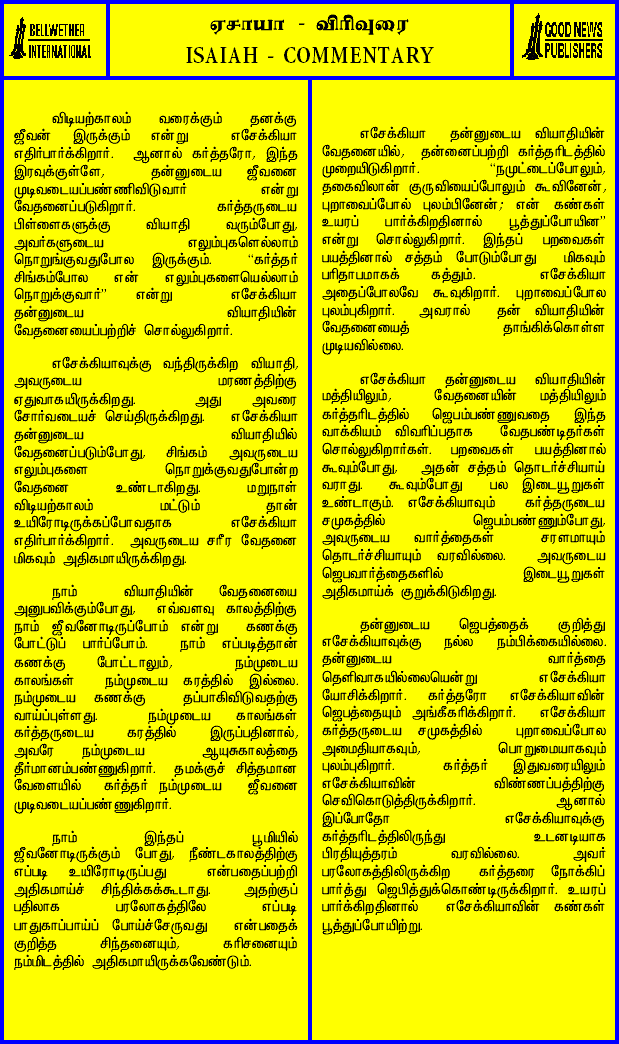 BELLWETHER
INTERNATIONAL
ஏசாயா - விரிவுரை
ISAIAH - COMMENTARY
GOOD NEWS
PUBLISHERS
விடியற்காலம் வரைக்கும் தனக்கு
ஜீவன் இருக்கும் என்று எசேக்கியா
எதிர்பார்க்கிறார். ஆனால் கர்த்தரோ, இந்த
இரவுக்குள்ளே, தன்னுடைய ஜீவனை
முடிவடையப்பண்ணிவிடுவார் என்று
வேதனைப்படுகிறார். கர்த்தருடைய
பிள்ளைகளுக்கு வியாதி வரும்போது,
அவர்களுடைய எலும்புகளெல்லாம்
நொறுங்குவதுபோல இருக்கும். “கர்த்தர்
சிங்கம்போல என் எலும்புகளையெல்லாம்
நொறுக்குவார்” என்று எசேக்கியா
தன்னுடைய வியாதியின்
வேதனையைப்பற்றிச் சொல்லுகிறார்.
எசேக்கியாவுக்கு வந்திருக்கிற வியாதி,
அவருடைய மரணத்திற்கு
ஏதுவாகயிருக்கிறது. அது அவரை
சோர்வடையச் செய்திருக்கிறது. எசேக்கியா
தன்னுடைய வியாதியில்
வேதனைப்படும்போது, சிங்கம் அவருடைய
எலும்புகளை நொறுக்குவதுபோன்ற
வேதனை உண்டாகிறது. மறுநாள்
விடியற்காலம் மட்டும் தான்
உயிரோடிருக்கப்போவதாக எசேக்கியா
எதிர்பார்க்கிறார். அவருடைய சரீர வேதனை
மிகவும் அதிகமாயிருக்கிறது.
நாம் வியாதியின் வேதனையை
அனுபவிக்கும்போது, எவ்வளவு காலத்திற்கு
நாம் ஜீவனோடிருப்போம் என்று கணக்கு
போட்டுப் பார்ப்போம். நாம் எப்படித்தான்
கணக்கு போட்டாலும், நம்முடைய
காலங்கள் நம்முடைய கரத்தில் இல்லை.
நம்முடைய கணக்கு தப்பாகிவிடுவதற்கு
வாய்ப்புள்ளது. நம்முடைய காலங்கள்
கர்த்தருடைய கரத்தில் இருப்பதினால்,
அவரே நம்முடைய ஆயுசுகாலத்தை
தீர்மானம்பண்ணுகிறார். தமக்குச் சித்தமான
வேளையில் கர்த்தர் நம்முடைய ஜீவனை
முடிவடையப்பண்ணுகிறார்.
நாம் இந்தப் பூமியில்
ஜீவனோடிருக்கும் போது, நீண்டகாலத்திற்கு
எப்படி உயிரோடிருப்பது என்பதைப்பற்றி
அதிகமாய்ச் சிந்திக்கக்கூடாது. அதற்குப்
பதிலாக பரலோகத்திலே எப்படி
பாதுகாப்பாய்ப் போய்ச்சேருவது என்பதைக்
குறித்த சிந்தனையும், கரிசனையும்
நம்மிடத்தில் அதிகமாயிருக்கவேண்டும்.
எசேக்கியா தன்னுடைய வியாதியின்
வேதனையில், தன்னைப்பற்றி கர்த்தரிடத்தில்
முறையிடுகிறார். “நமுட்டைப்போலும்,
தகைவிலான் குருவியைப்போலும் கூவினேன்,
புறாவைப்போல் புலம்பினேன்; என் கண்கள்
உயரப் பார்க்கிறதினால் பூத்துப்போயின”
என்று சொல்லுகிறார். இந்தப் பறவைகள்
பயத்தினால் சத்தம் போடும்போது மிகவும்
பரிதாபமாகக் கத்தும். எசேக்கியா
அதைப்போலவே கூவுகிறார். புறாவைப்போல
புலம்புகிறார். அவரால் தன் வியாதியின்
வேதனையைத் தாங்கிக்கொள்ள
முடியவில்லை.
எசேக்கியா தன்னுடைய வியாதியின்
மத்தியிலும், வேதனையின் மத்தியிலும்
கர்த்தரிடத்தில் ஜெபம்பண்ணுவதை இந்த
வாக்கியம் விவரிப்பதாக வேதபண்டிதர்கள்
சொல்லுகிறார்கள். பறவைகள் பயத்தினால்
கூவும்போது, அதன் சத்தம் தொடர்ச்சியாய்
வராது. கூவும்போது பல இடையூறுகள்
உண்டாகும். எசேக்கியாவும் கர்த்தருடைய
சமுகத்தில் ஜெபம்பண்ணும்போது,
அவருடைய வார்த்தைகள் சரளமாயும்
தொடர்ச்சியாயும் வரவில்லை. அவருடைய
ஜெபவார்த்தைகளில் இடையூறுகள்
அதிகமாய்க் குறுக்கிடுகிறது.
தன்னுடைய ஜெபத்தைக் குறித்து
எசேக்கியாவுக்கு நல்ல நம்பிக்கையில்லை.
தன்னுடைய வார்த்தை
தெளிவாகயில்லையென்று எசேக்கியா
யோசிக்கிறார். கர்த்தரோ எசேக்கியாவின்
ஜெபத்தையும் அங்கீகரிக்கிறார். எசேக்கியா
கர்த்தருடைய சமுகத்தில் புறாவைப்போல
அமைதியாகவும், பொறுமையாகவும்
புலம்புகிறார். கர்த்தர் இதுவரையிலும்
எசேக்கியாவின் விண்ணப்பத்திற்கு
செவிகொடுத்திருக்கிறார். ஆனால்
இப்போதோ எசேக்கியாவுக்கு
கர்த்தரிடத்திலிருந்து உடனடியாக
பிரதியுத்தரம் வரவில்லை. அவர்
பரலோகத்திலிருக்கிற கர்த்தரை நோக்கிப்
பார்த்து ஜெபித்துக்கொண்டிருக்கிறார். உயரப்
பார்க்கிறதினால் எசேக்கியாவின் கண்கள்
பூத்துப்போயிற்று.